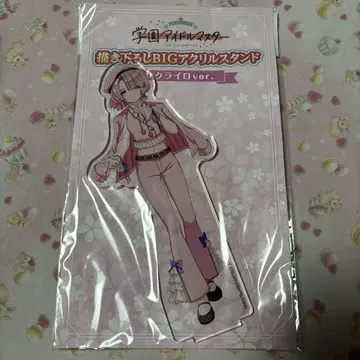 学園アイドルマスター
描き下ろしBIGアクリルスタンド
クライロver.